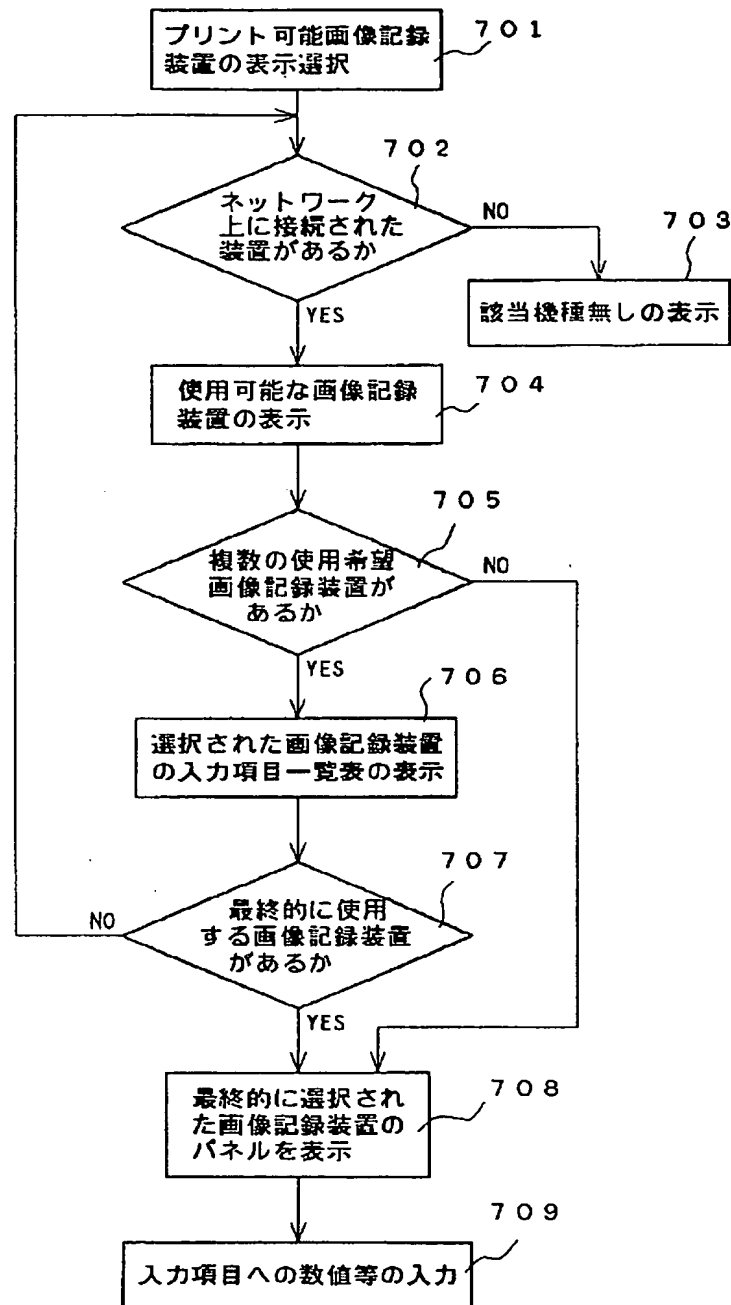 プリント可能画像記録
装置の表示選択
701
702
ネットワーク
上に接続された
装置があるか
NO
703
該当機種無しの表示
YES
使用可能な画像記録
装置の表示
704
705
複数の使用希望
画像記録装置が
あるか
NO
YES
706
選択された画像記録装置
の入力項目一覧表の表示
707
最終的に使用
する画像記録装置
があるか
NO
YES
最終的に選択され
た画像記録装置の
パネルを表示
708
709
入力項目への数値等の入力